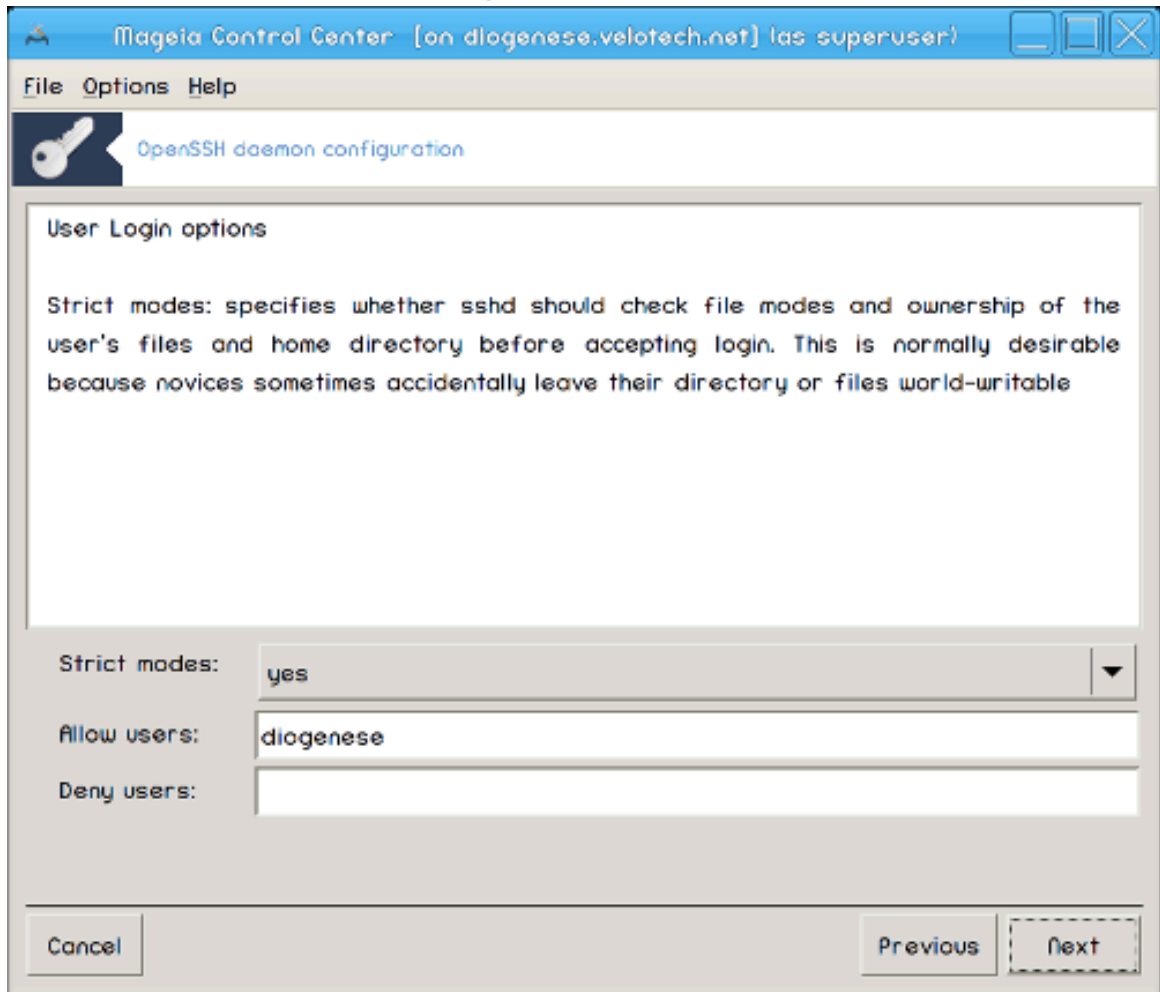 Mageia Control Center [on diogenese.velotech.net] (as superuser)
File Options Help
OpenSSH daemon configuration
User Login options
Strict modes: specifies whether sshd should check file modes and ownership of the
user's files and home directory before accepting login. This is normally desirable
because novices sometimes accidentally leave their directory or files world-writable
Strict modes:
yes
Allow users:
diogenese
Deny users:
Cancel
Previous
Next